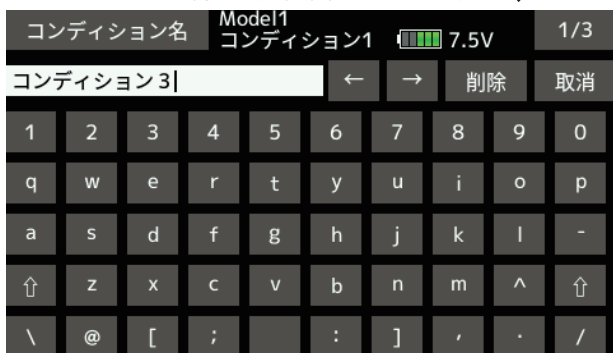 コンディション名 Model1 コンディション1 7.5V 1/3
コンディション 3 ← → 削除 取消
1 2 3 4 5 6 7 8 9 0
q w e r t y u i o p
a s d f g h j k l -
⇧ z x c v b n m ^ ⇧
\ @ [ ; : ] , . /